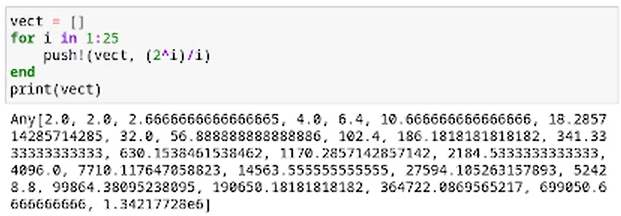 vect = []
for i in 1:25
    push!(vect, (2^i)/i)
end
print(vect)
Any[2.0, 2.0, 2.6666666666666665, 4.0, 6.4, 10.666666666666666, 18.2857
14285714285, 32.0, 56.888888888888886, 102.4, 186.1818181818182, 341.33
33333333333, 630.1538461538462, 1170.2857142857142, 2184.5333333333333,
4096.0, 7710.117647058823, 14563.555555555555, 27594.105263157893, 5242
8.8, 99864.38095238095, 190650.18181818182, 364722.0869565217, 699050.6
666666666, 1.34217728e6]